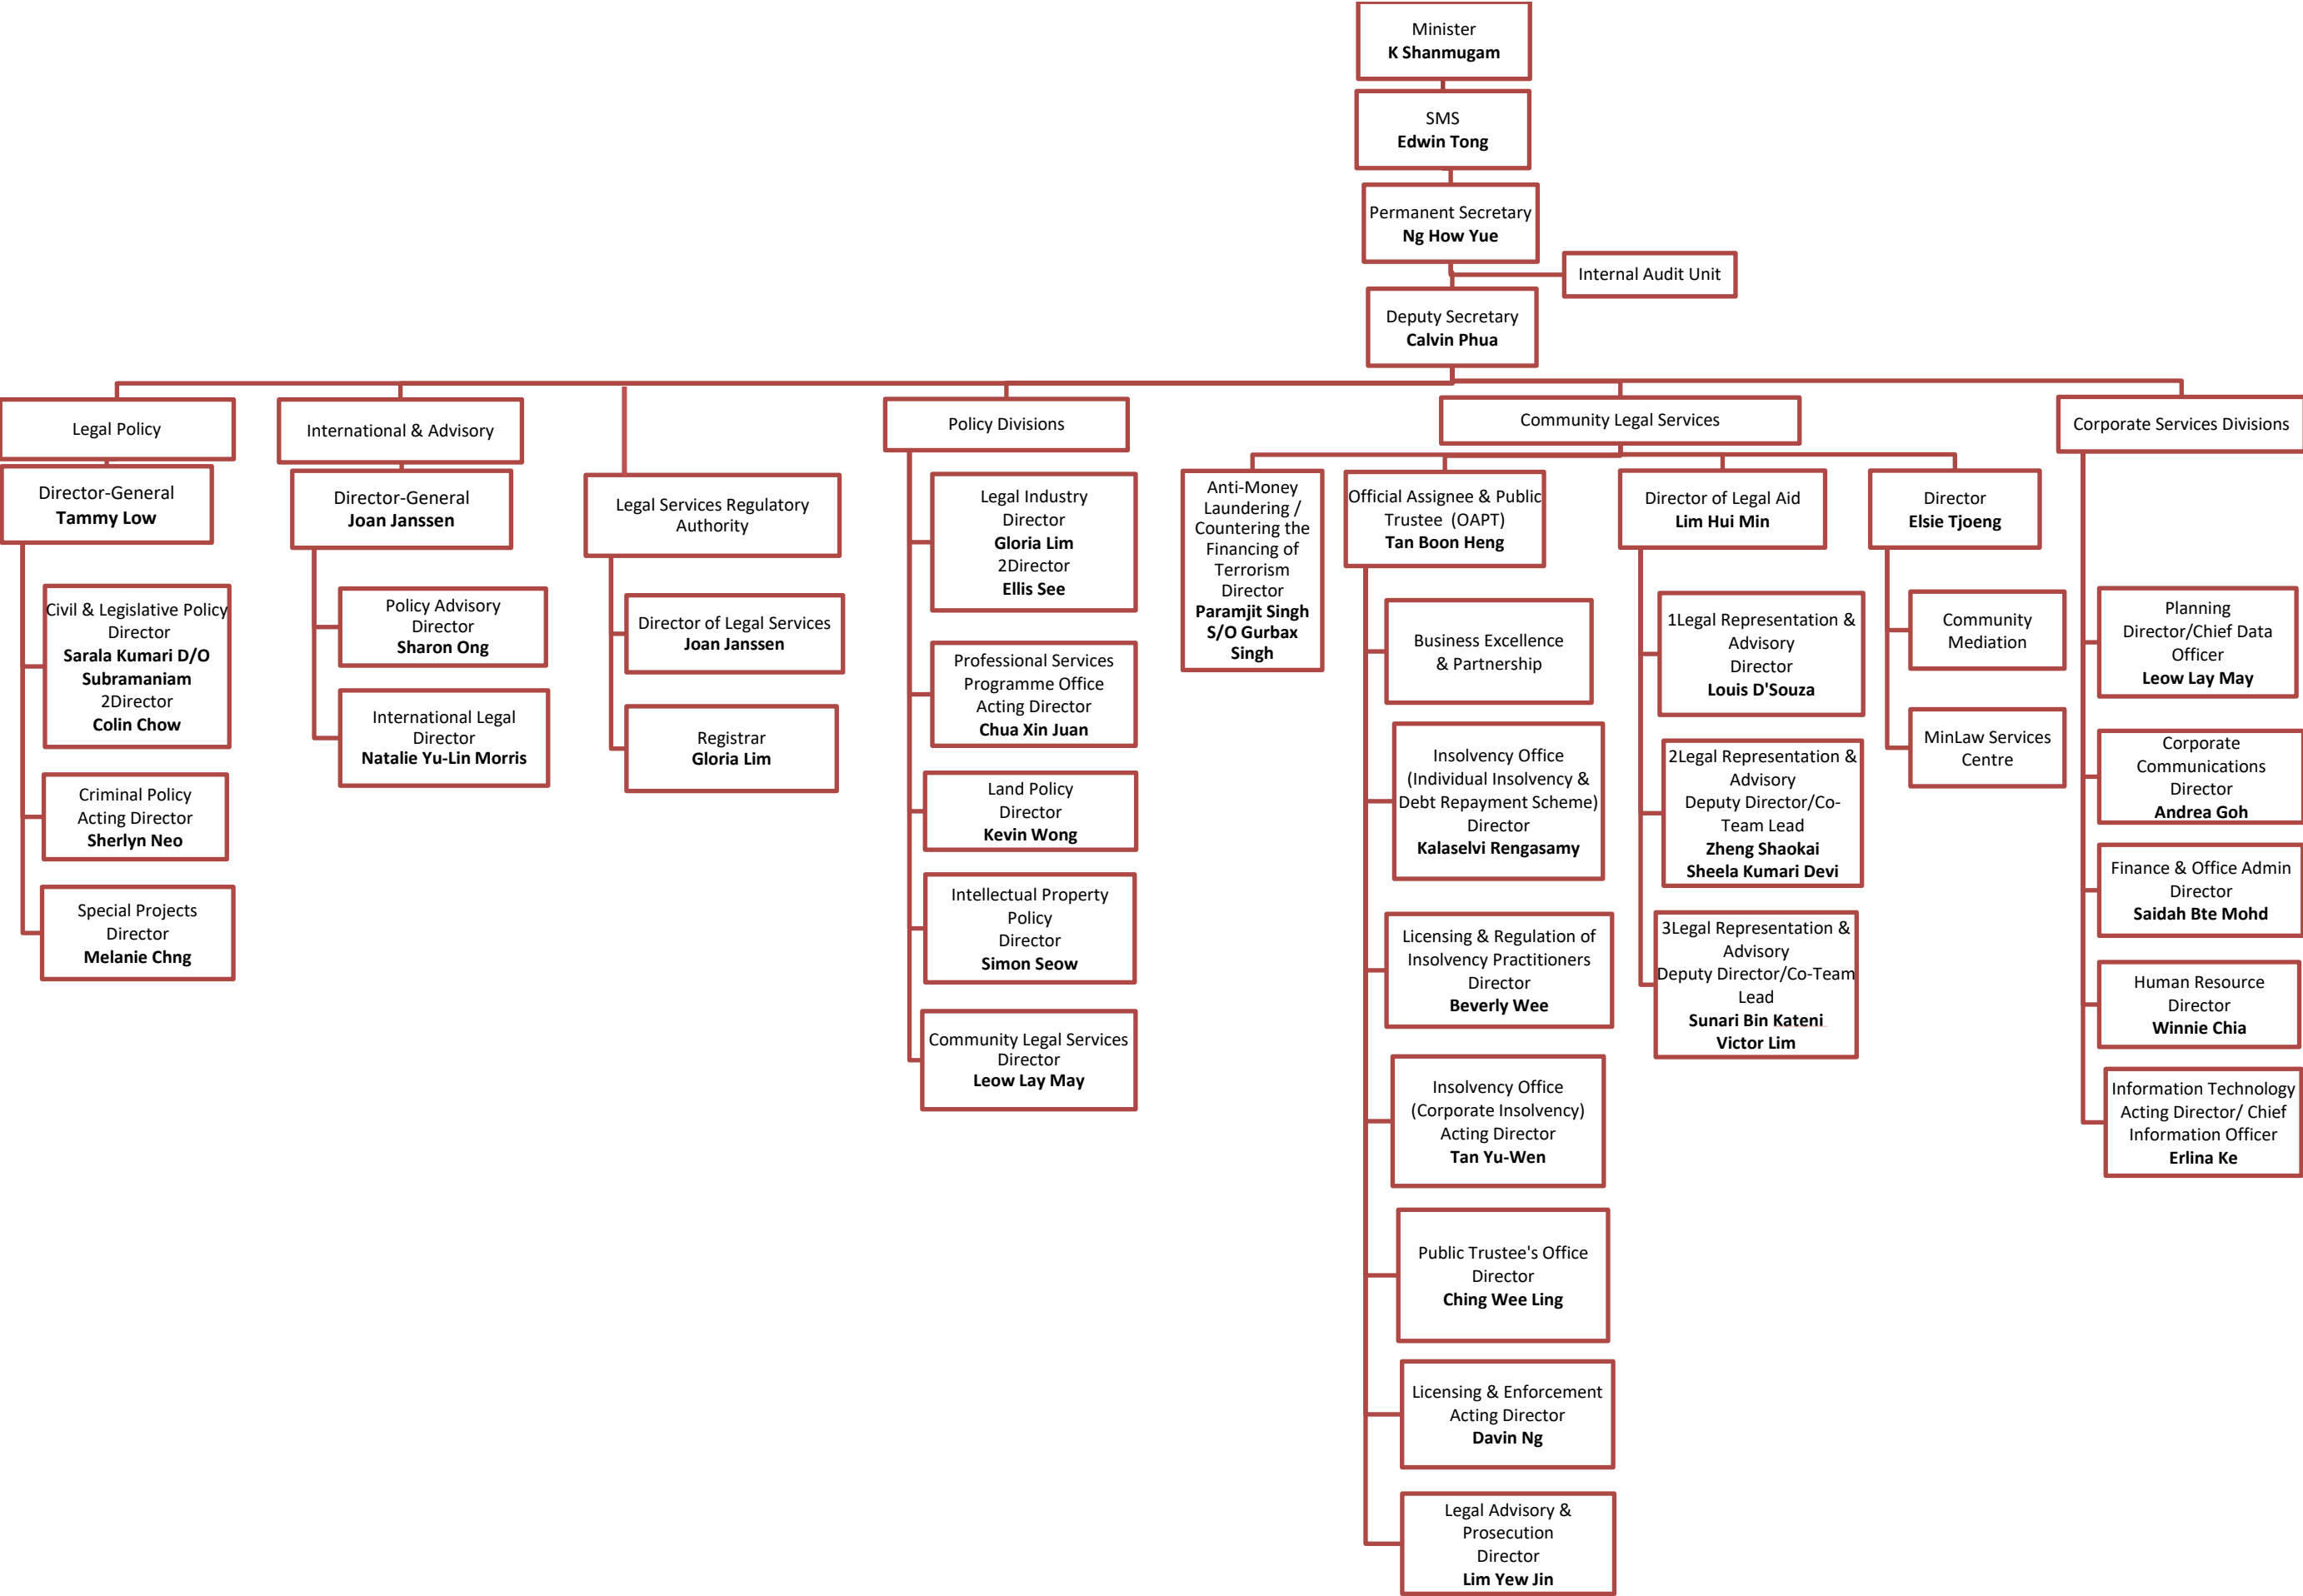 Minister
K Shanmugam
SMS
Edwin Tong
Permanent Secretary
Ng How Yue
Internal Audit Unit
Deputy Secretary
Calvin Phua
Legal Policy
Director-General
Tammy Low
Civil & Legislative Policy
Director
Sarala Kumari D/O
Subramaniam
2Director
Colin Chow
Criminal Policy
Acting Director
Sherlyn Neo
Special Projects
Director
Melanie Chng
International & Advisory
Director-General
Joan Janssen
Policy Advisory
Director
Sharon Ong
International Legal
Director
Natalie Yu-Lin Morris
Legal Services Regulatory
Authority
Director of Legal Services
Joan Janssen
Registrar
Gloria Lim
Policy Divisions
Legal Industry
Director
Gloria Lim
2Director
Ellis See
Professional Services
Programme Office
Acting Director
Chua Xin Juan
Land Policy
Director
Kevin Wong
Intellectual Property
Policy
Director
Simon Seow
Community Legal Services
Director
Leow Lay May
Community Legal Services
Anti-Money
Laundering /
Countering the
Financing of
Terrorism
Director
Paramjit Singh
S/O Gurbax
Singh
Official Assignee & Public
Trustee (OAPT)
Tan Boon Heng
Business Excellence
& Partnership
Insolvency Office
(Individual Insolvency &
Debt Repayment Scheme)
Director
Kalaselvi Rengasamy
Licensing & Regulation of
Insolvency Practitioners
Director
Beverly Wee
Insolvency Office
(Corporate Insolvency)
Acting Director
Tan Yu-Wen
Public Trustee's Office
Director
Ching Wee Ling
Licensing & Enforcement
Acting Director
Davin Ng
Legal Advisory &
Prosecution
Director
Lim Yew Jin
Director of Legal Aid
Lim Hui Min
1Legal Representation &
Advisory
Director
Louis D'Souza
2Legal Representation &
Advisory
Deputy Director/Co-
Team Lead
Zheng Shaokai
Sheela Kumari Devi
3Legal Representation &
Advisory
Deputy Director/Co-Team
Lead
Sunari Bin Kateni
Victor Lim
Director
Elsie Tjoeng
Community
Mediation
MinLaw Services
Centre
Corporate Services Divisions
Planning
Director/Chief Data
Officer
Leow Lay May
Corporate
Communications
Director
Andrea Goh
Finance & Office Admin
Director
Saidah Bte Mohd
Human Resource
Director
Winnie Chia
Information Technology
Acting Director/ Chief
Information Officer
Erlina Ke